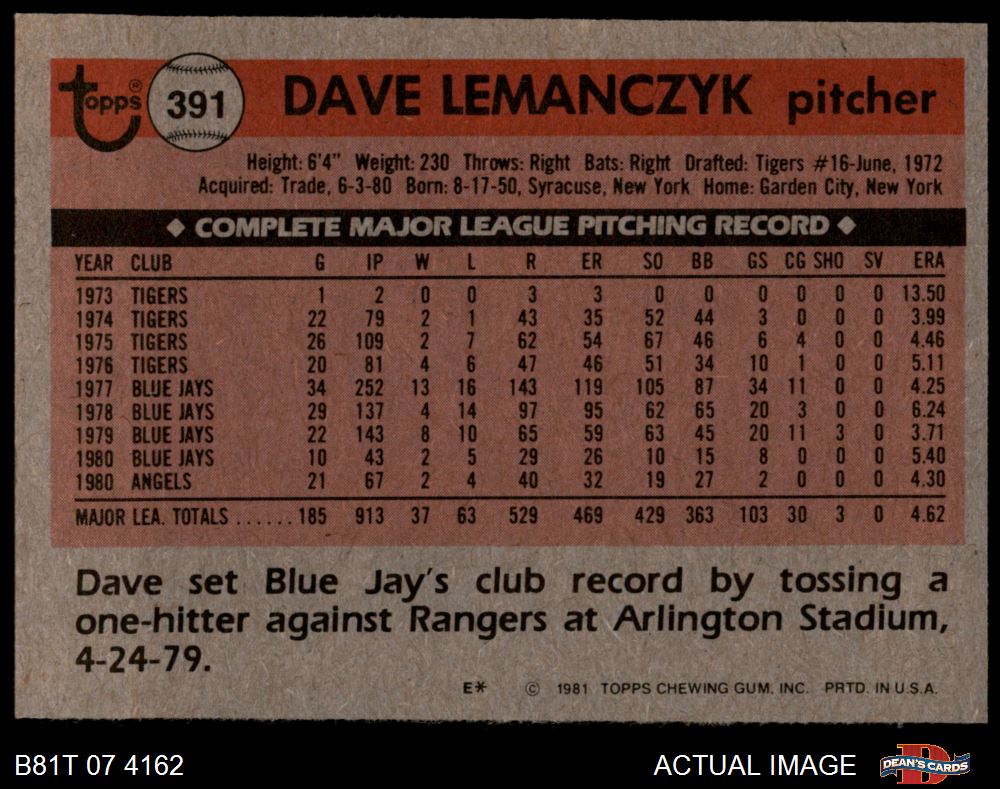 topps® 391 DAVE LEMANCZYK pitcher
Height: 6'4" Weight: 230 Throws: Right Bats: Right Drafted: Tigers #16-June, 1972
Acquired: Trade, 6-3-80 Born: 8-17-50, Syracuse, New York Home: Garden City, New York
◆ COMPLETE MAJOR LEAGUE PITCHING RECORD ◆
YEAR CLUB G IP W L R ER SO BB GS CG SHO SV ERA
1973 TIGERS 1 2 0 0 3 3 0 0 0 0 0 0 13.50
1974 TIGERS 22 79 2 1 43 35 52 44 3 0 0 0 3.99
1975 TIGERS 26 109 2 7 62 54 67 46 6 4 0 0 4.46
1976 TIGERS 20 81 4 6 47 46 51 34 10 1 0 0 5.11
1977 BLUE JAYS 34 252 13 16 143 119 105 87 34 11 0 0 4.25
1978 BLUE JAYS 29 137 4 14 97 95 62 65 20 3 0 0 6.24
1979 BLUE JAYS 22 143 8 10 65 59 63 45 20 11 3 0 3.71
1980 BLUE JAYS 10 43 2 5 29 26 10 15 8 0 0 0 5.40
1980 ANGELS 21 67 2 4 40 32 19 27 2 0 0 0 4.30
MAJOR LEA. TOTALS ...... 185 913 37 63 529 469 429 363 103 30 3 0 4.62
Dave set Blue Jay's club record by tossing a
one-hitter against Rangers at Arlington Stadium,
4-24-79.
E* © 1981 TOPPS CHEWING GUM, INC. PRTD. IN U.S.A.
B81T 07 4162 ACTUAL IMAGE DEAN'S CARDS